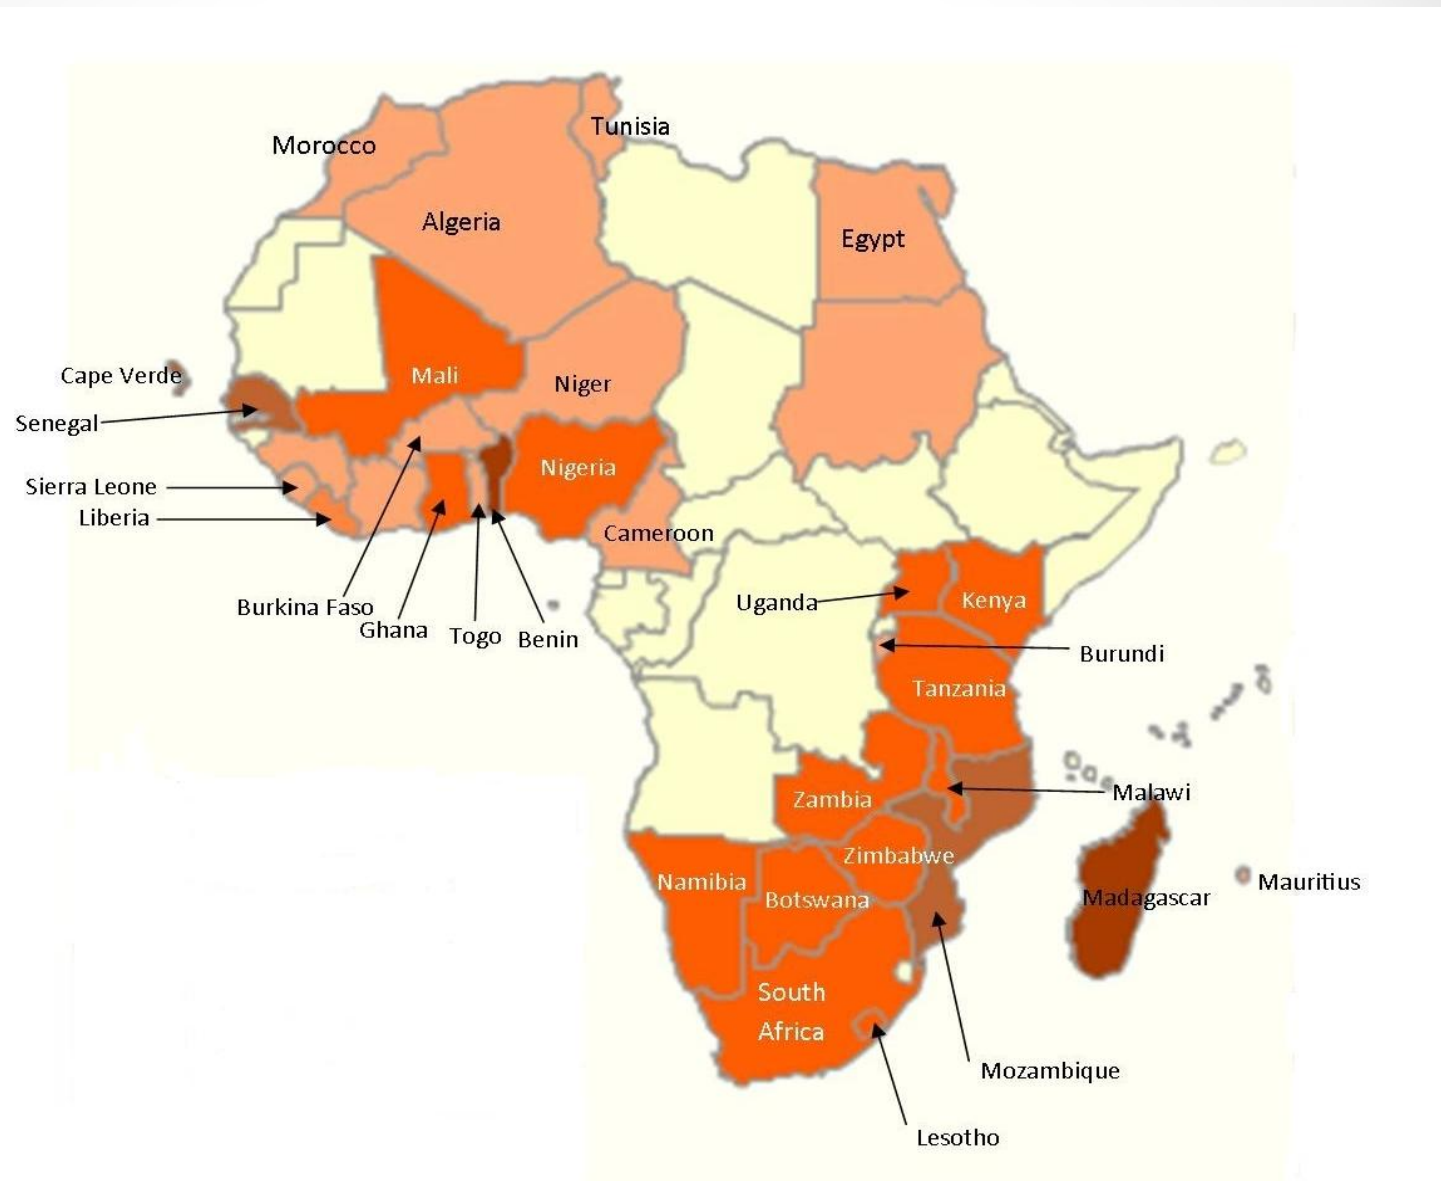 Tunisia
Morocco
Algeria
Egypt
Cape Verde
Mali
Niger
Senegal
Nigeria
Sierra Leone
Liberia
Cameroon
Uganda
Kenya
Burkina Faso
Ghana
Togo
Benin
Burundi
Tanzania
Malawi
Zambia
Zimbabwe
Namibia
Botswana
Madagascar
Mauritius
South
Africa
Mozambique
Lesotho